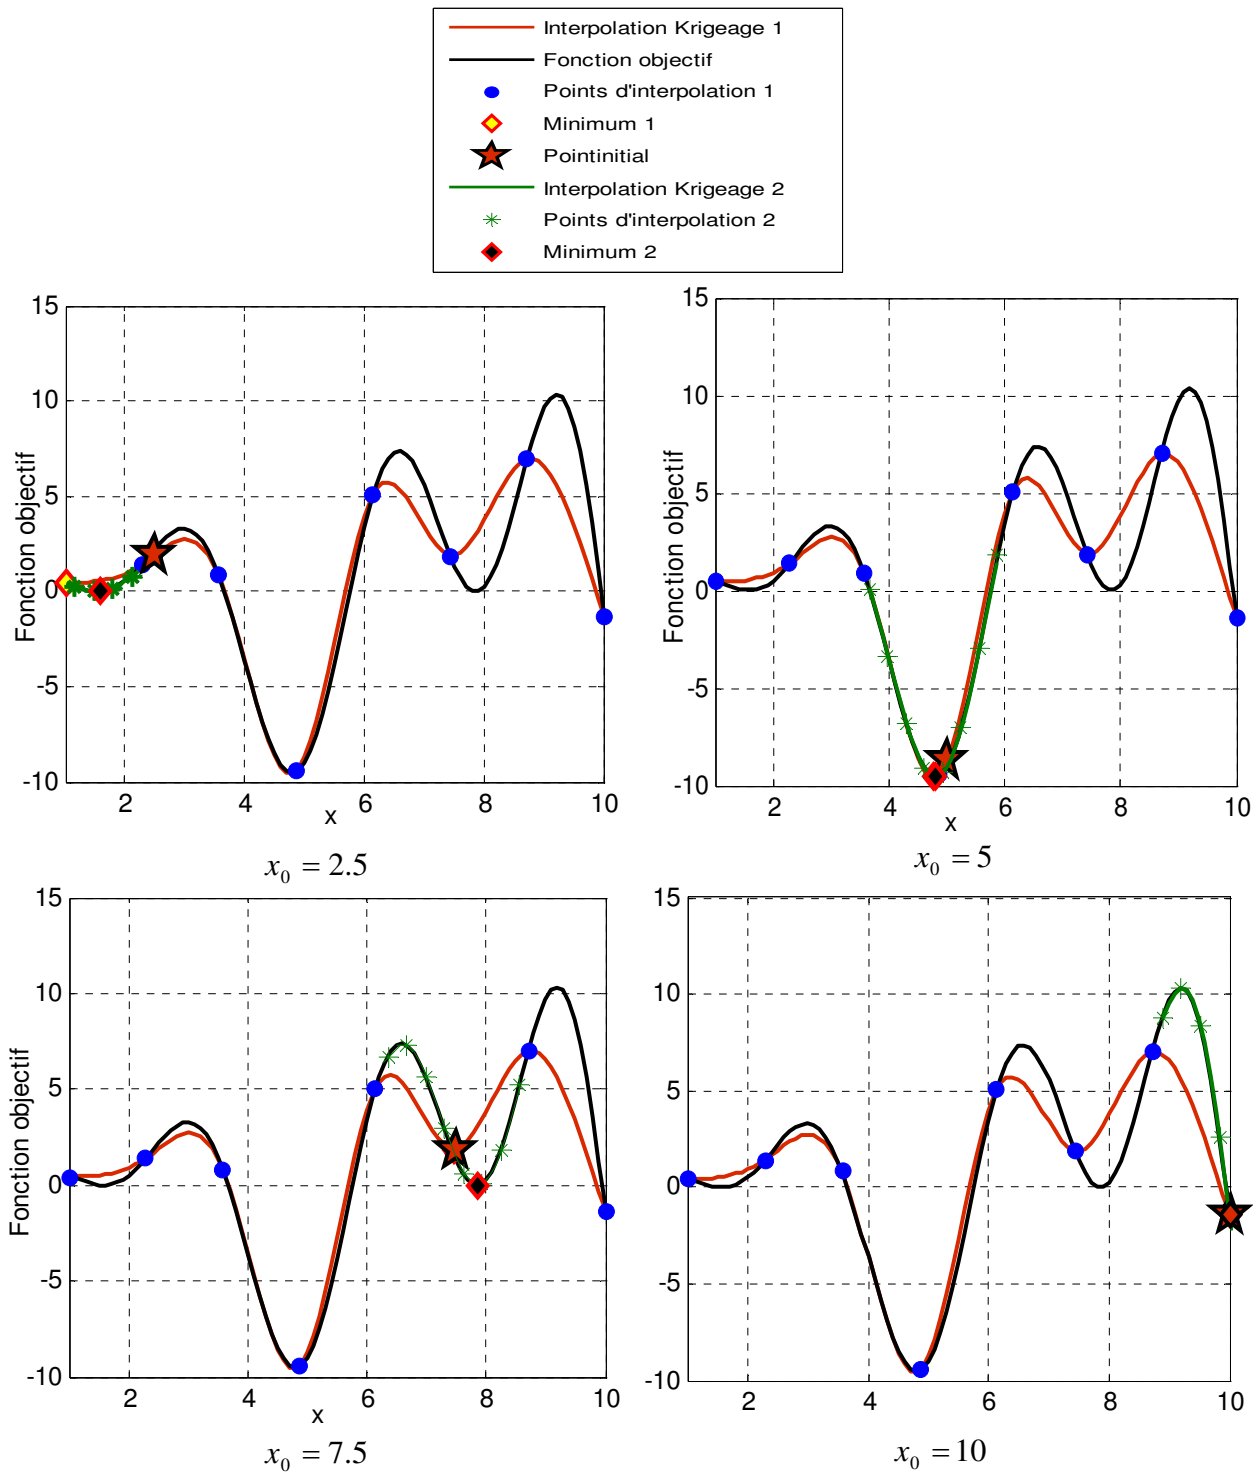 Interpolation Krigeage 1
Fonction objectif
Points d'interpolation 1
Minimum 1
Pointinitial
Interpolation Krigeage 2
Points d'interpolation 2
Minimum 2
15
10
5
0
-5
-10
2
4
6
8
10
Fonction objectif
x
x₀ = 2.5
15
10
5
0
-5
-10
2
4
6
8
10
Fonction objectif
x
x₀ = 5
15
10
5
0
-5
-10
2
4
6
8
10
Fonction objectif
x
x₀ = 7.5
15
10
5
0
-5
-10
2
4
6
8
10
x₀ = 10